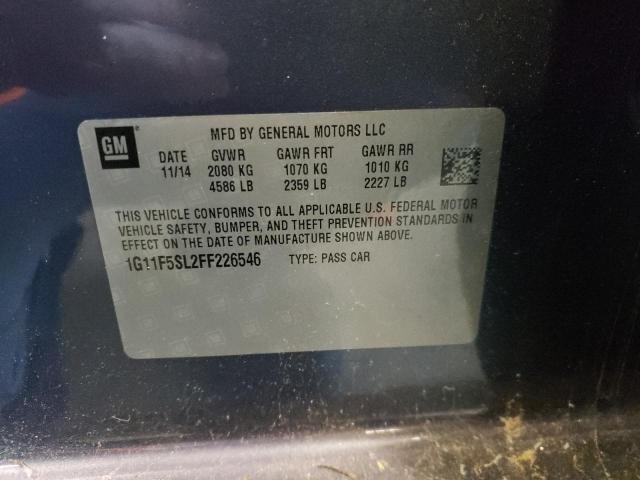 GM
MFD BY GENERAL MOTORS LLC
DATE GVWR GAWR FRT GAWR RR
11/14 2080 KG 1070 KG 1010 KG
4586 LB 2359 LB 2227 LB
THIS VEHICLE CONFORMS TO ALL APPLICABLE U.S. FEDERAL MOTOR
VEHICLE SAFETY, BUMPER, AND THEFT PREVENTION STANDARDS IN
EFFECT ON THE DATE OF MANUFACTURE SHOWN ABOVE.
1G11F5SL2FF226546 TYPE: PASS CAR